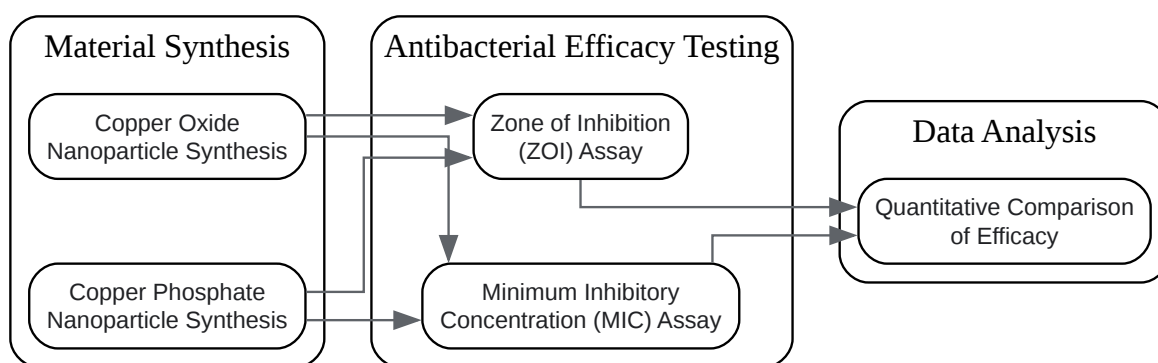 Material Synthesis
Copper Oxide
Nanoparticle Synthesis
Copper Phosphate
Nanoparticle Synthesis
Antibacterial Efficacy Testing
Zone of Inhibition
(ZOI) Assay
Minimum Inhibitory
Concentration (MIC) Assay
Data Analysis
Quantitative Comparison
of Efficacy